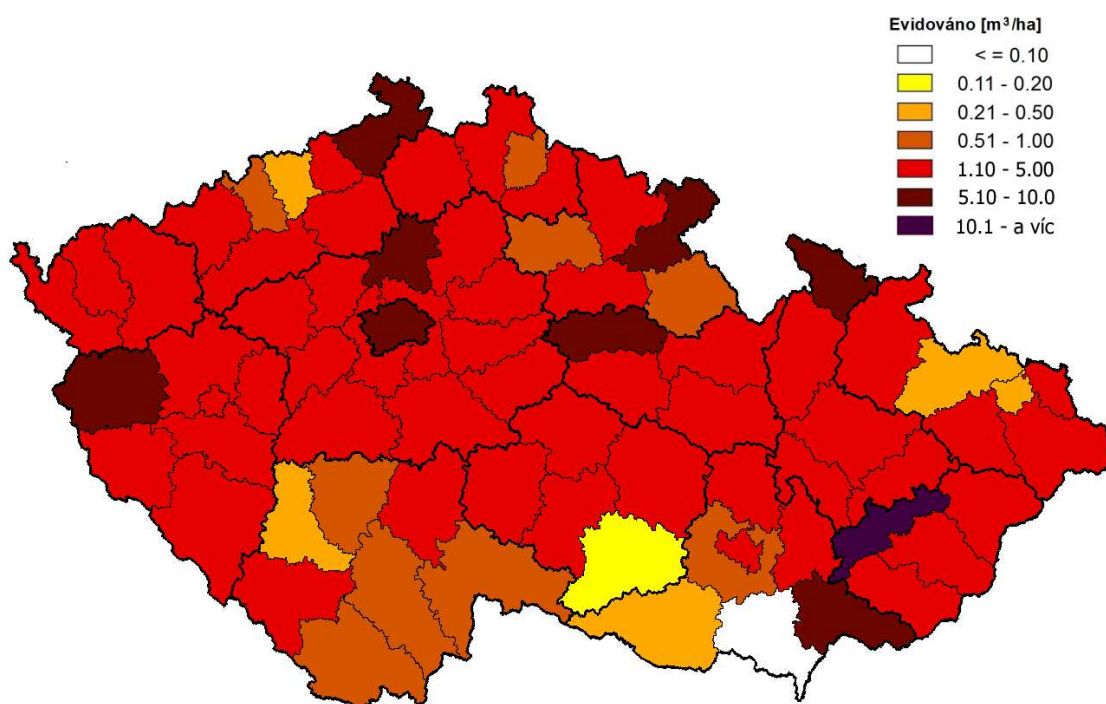 Evidováno [m³/ha]
< = 0.10
0.11 - 0.20
0.21 - 0.50
0.51 - 1.00
1.10 - 5.00
5.10 - 10.0
10.1 - a víc